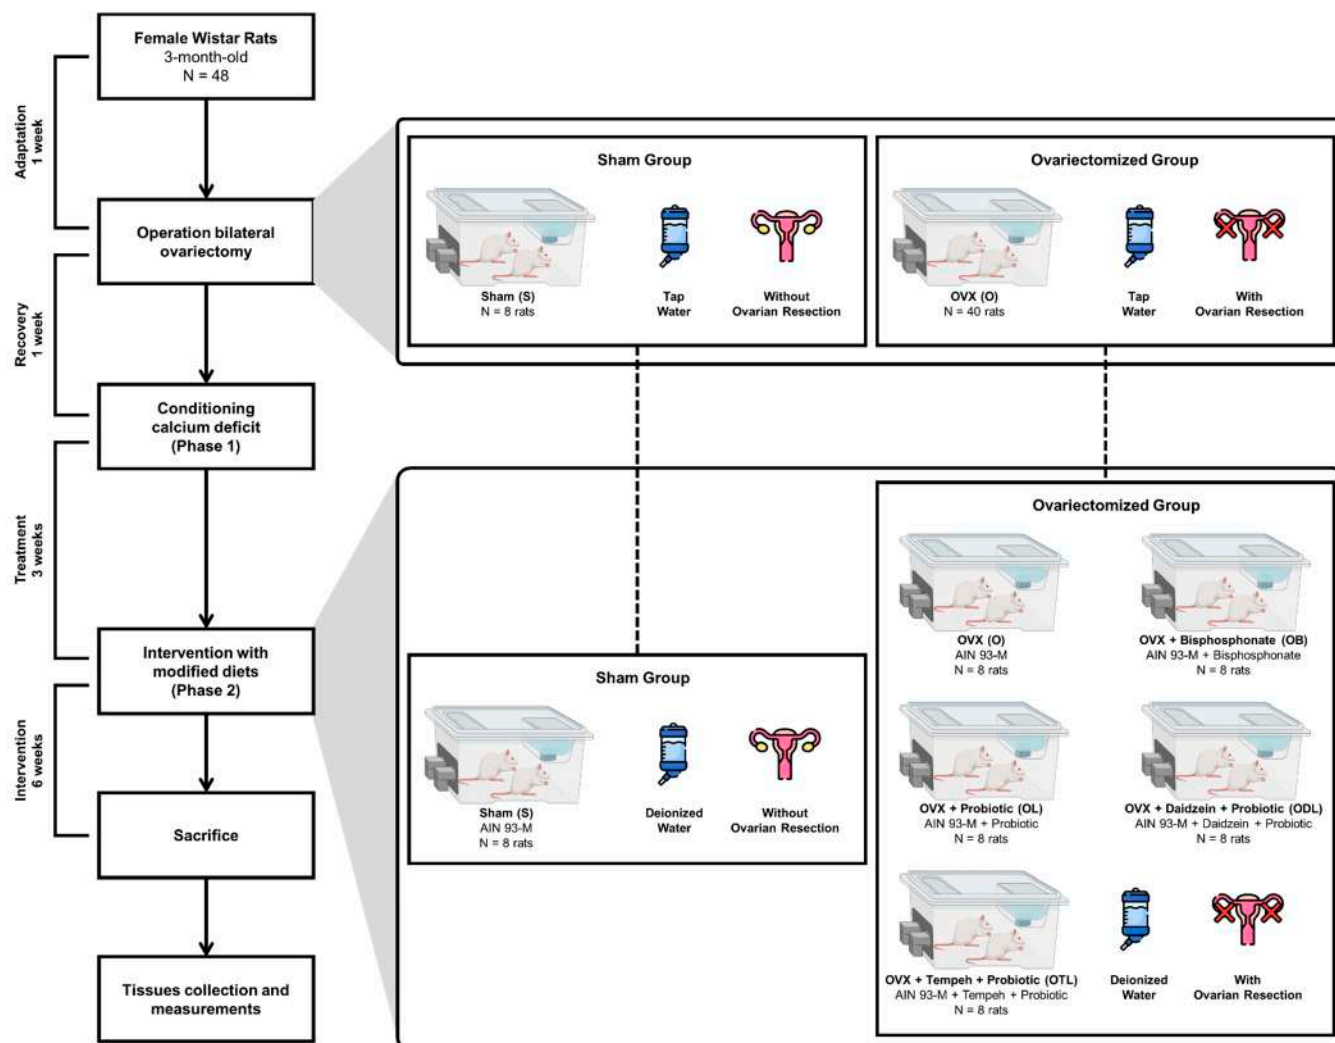 Female Wistar Rats
3-month-old
N = 48
Adaptation
1 week
Operation bilateral
ovariectomy
Recovery
1 week
Conditioning
calcium deficit
(Phase 1)
Treatment
3 weeks
Intervention with
modified diets
(Phase 2)
Intervention
6 weeks
Sacrifice
Tissues collection and
measurements
Sham Group
Sham (S)
N = 8 rats
Tap
Water
Without
Ovarian Resection
Ovariectomized Group
OVX (O)
N = 40 rats
Tap
Water
With
Ovarian Resection
Sham Group
Sham (S)
AIN 93-M
N = 8 rats
Deionized
Water
Without
Ovarian Resection
Ovariectomized Group
OVX (O)
AIN 93-M
N = 8 rats
OVX + Bisphosphonate (OB)
AIN 93-M + Bisphosphonate
N = 8 rats
OVX + Probiotic (OL)
AIN 93-M + Probiotic
N = 8 rats
OVX + Daidzein + Probiotic (ODL)
AIN 93-M + Daidzein + Probiotic
N = 8 rats
OVX + Tempeh + Probiotic (OTL)
AIN 93-M + Tempeh + Probiotic
N = 8 rats
Deionized
Water
With
Ovarian Resection